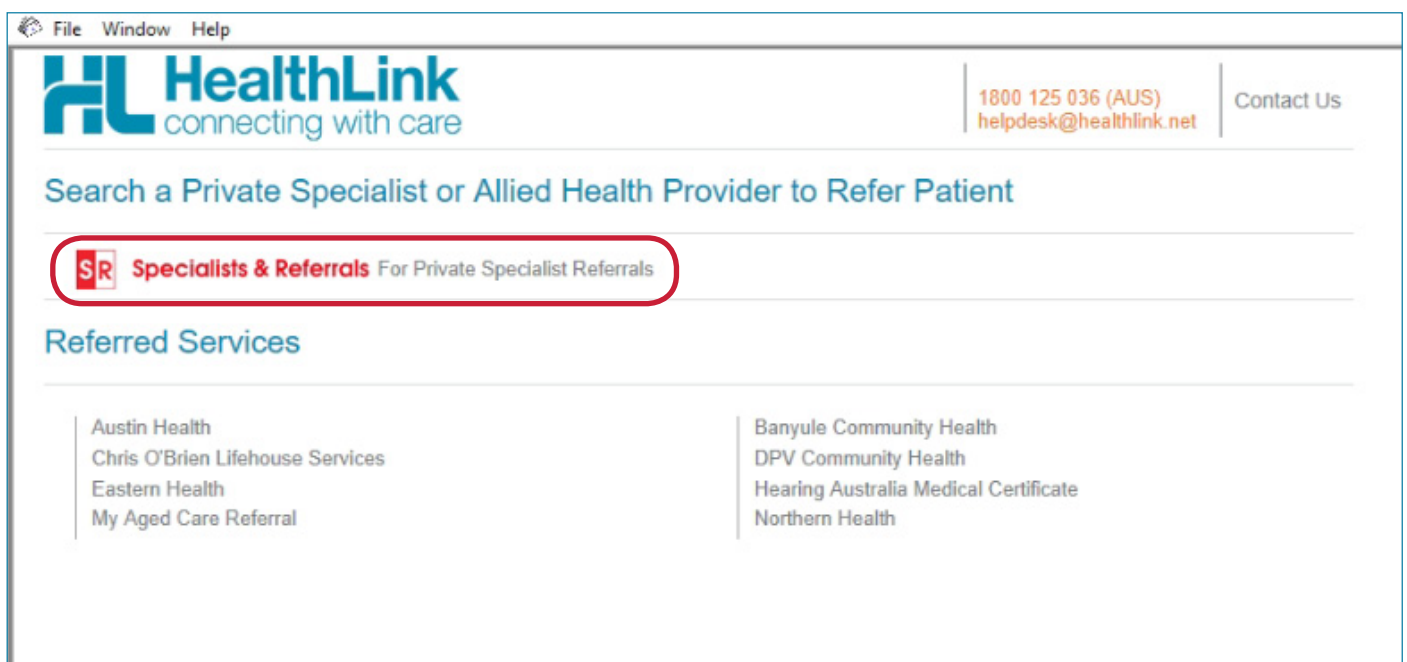 File Window Help
HL HealthLink
connecting with care
1800 125 036 (AUS)
helpdesk@healthlink.net
Contact Us
Search a Private Specialist or Allied Health Provider to Refer Patient
SR Specialists & Referrals For Private Specialist Referrals
Referred Services
Austin Health
Chris O'Brien Lifehouse Services
Eastern Health
My Aged Care Referral
Banyule Community Health
DPV Community Health
Hearing Australia Medical Certificate
Northern Health